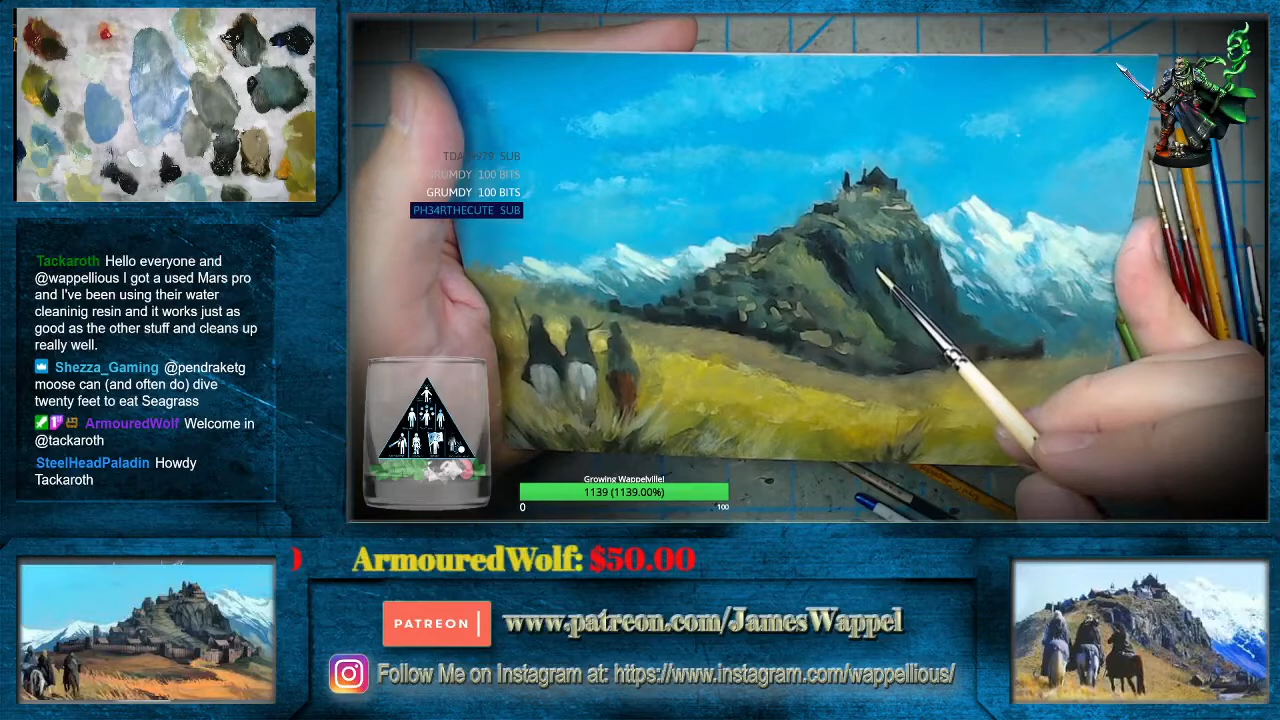 Tackaroth Hello everyone and
@wappellious I got a used Mars pro
and I've been using their water
cleaninig resin and it works just as
good as the other stuff and cleans up
really well.
Shezza_Gaming @pendraketg
moose can (and often do) dive
twenty feet to eat Seagrass
ArmouredWolf Welcome in
@tackaroth
SteelHeadPaladin Howdy
Tackaroth
SUB
GRUMDY 100 BITS
GRUMDY 100 BITS
PH34RTHECUTE SUB
Growing Wappelville!
1139 (1139.00%)
0 100
ArmouredWolf: $50.00
PATREON
www.patreon.com/JamesWappel
Follow Me on Instagram at: https://www.instagram.com/wappellious/